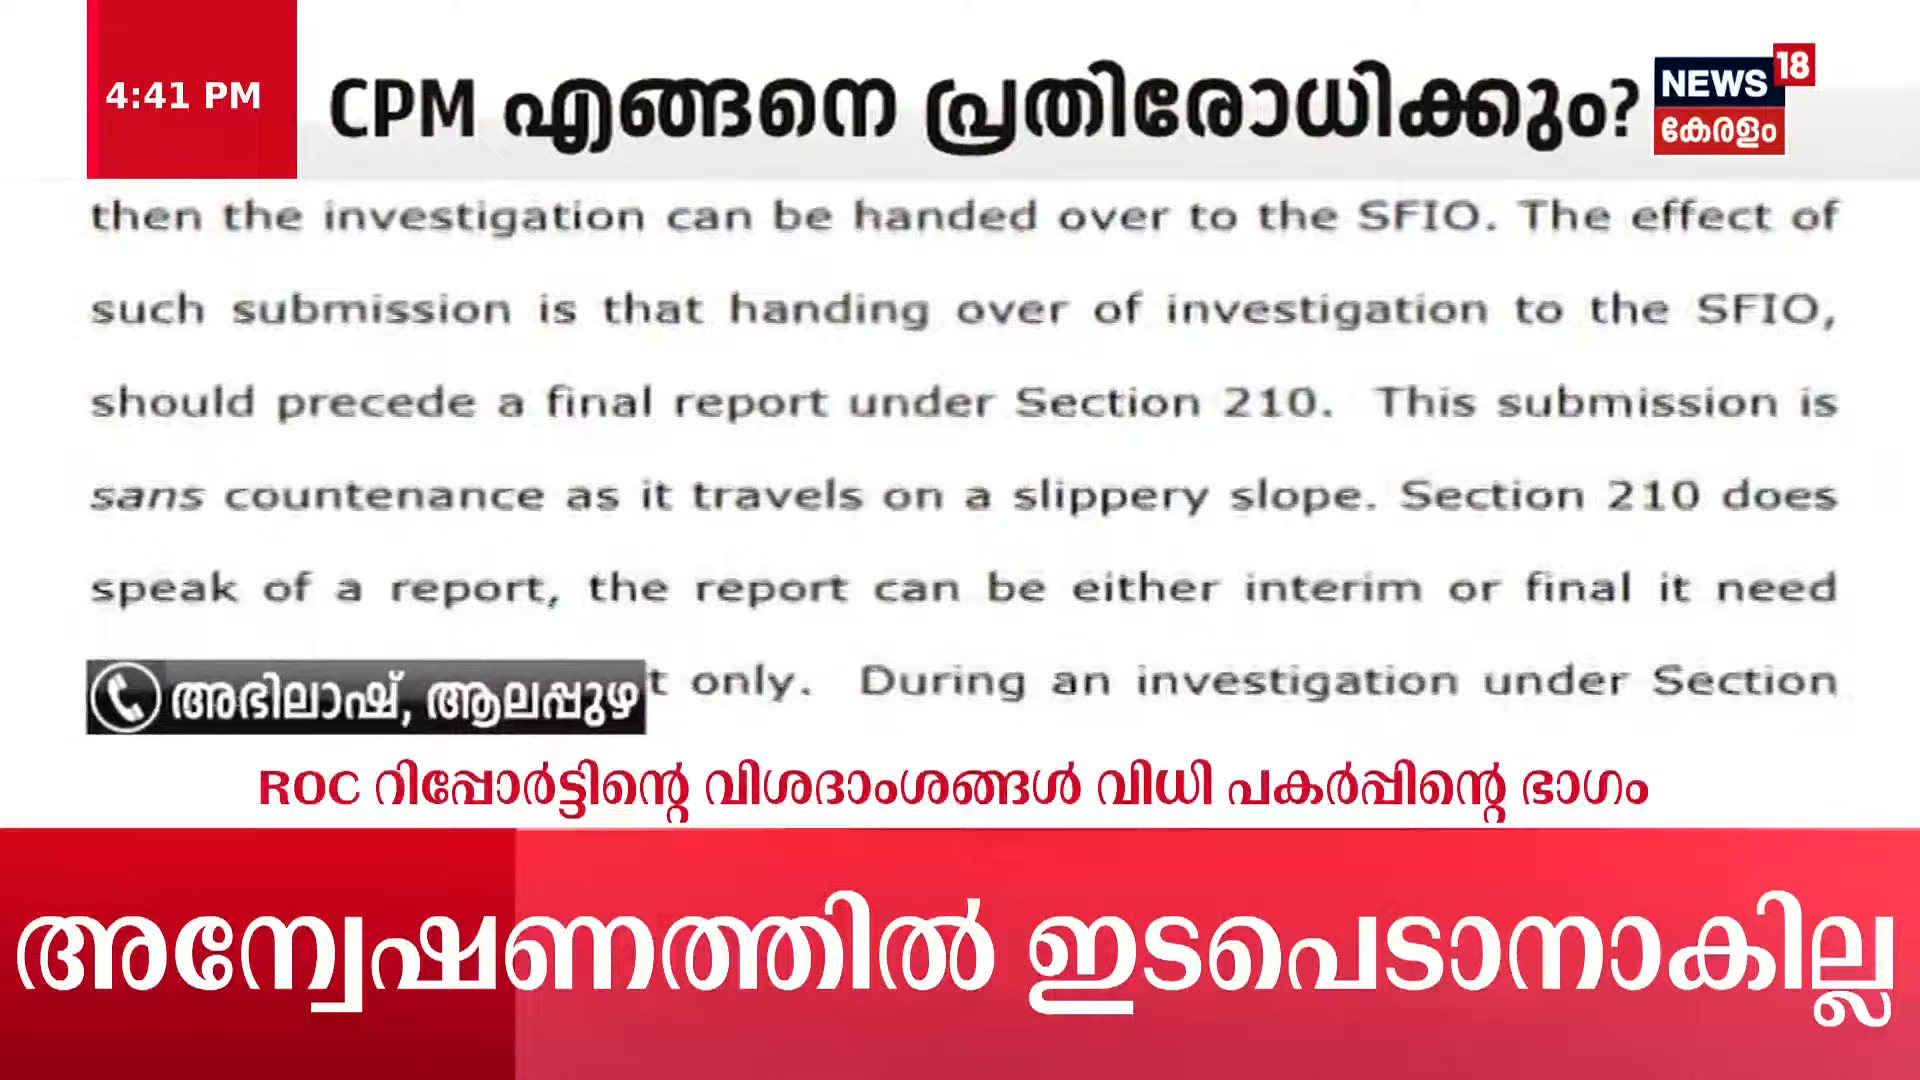 4:41 PM
CPM എങ്ങനെ പ്രതിരോധിക്കും?
NEWS 18
കേരളം
then the investigation can be handed over to the SFIO. The effect of
such submission is that handing over of investigation to the SFIO,
should precede a final report under Section 210. This submission is
sans countenance as it travels on a slippery slope. Section 210 does
speak of a report, the report can be either interim or final it need
t only. During an investigation under Section
അഭിലാഷ്, ആലപ്പുഴ
ROC റിപ്പോർട്ടിന്റെ വിശദാംശങ്ങൾ വിധി പകർപ്പിന്റെ ഭാഗം
അന്വേഷണത്തിൽ ഇടപെടാനാകില്ല